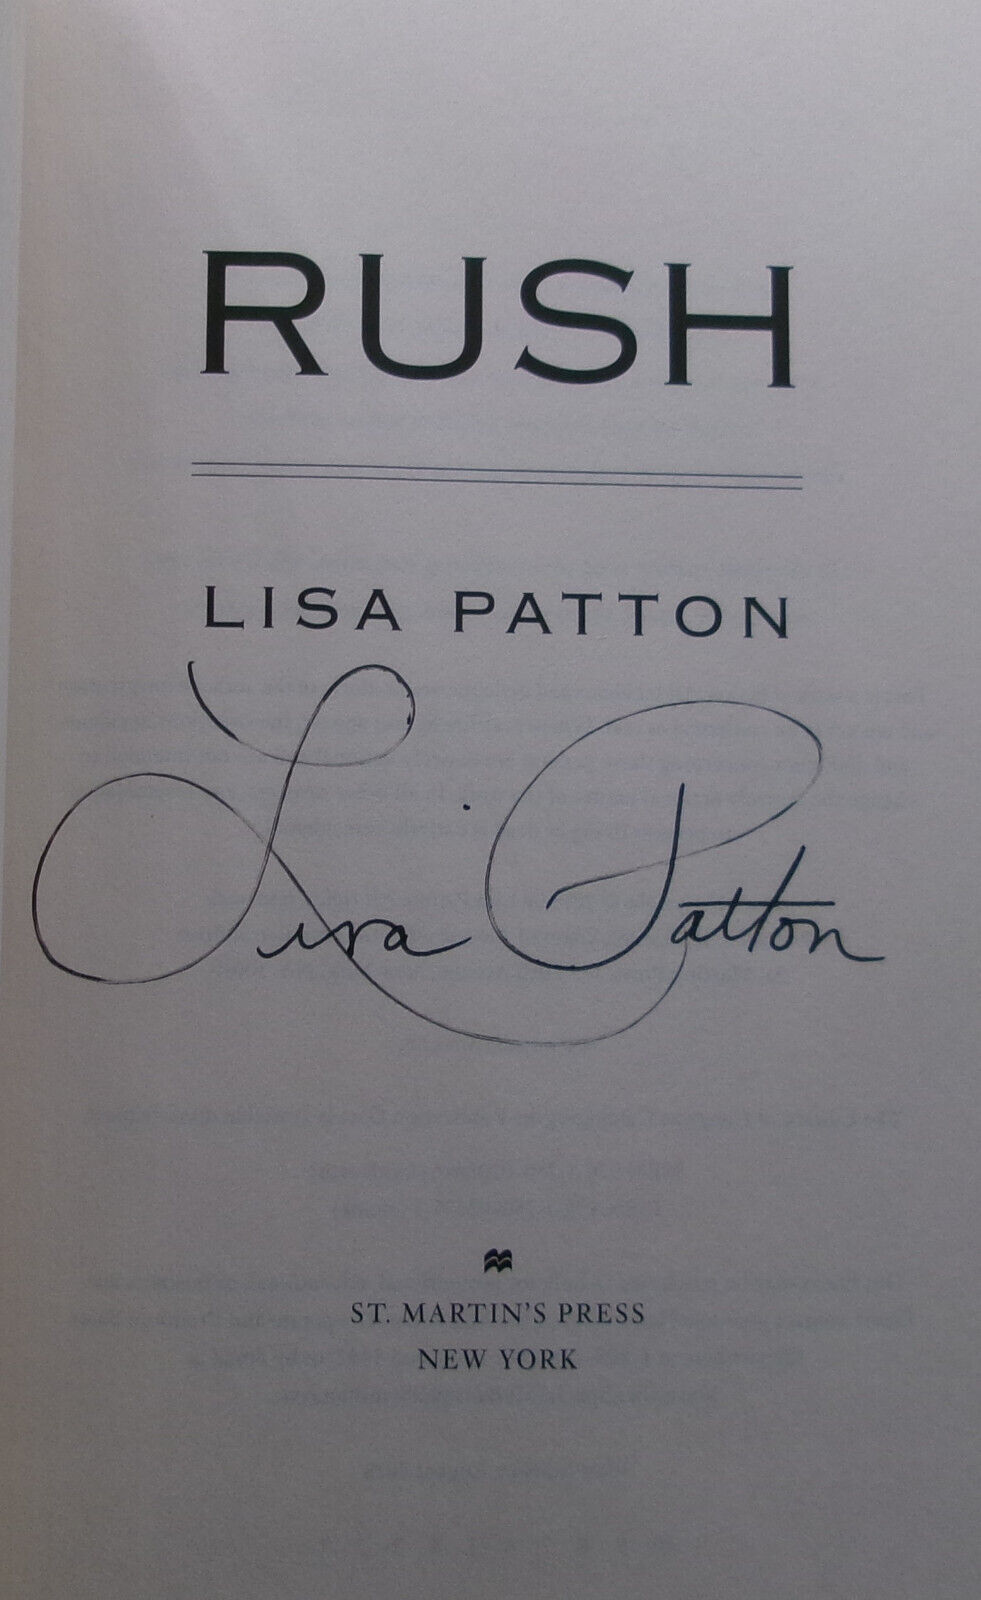 RUSH
LISA PATTON
Lisa Patton
ST. MARTIN'S PRESS
NEW YORK